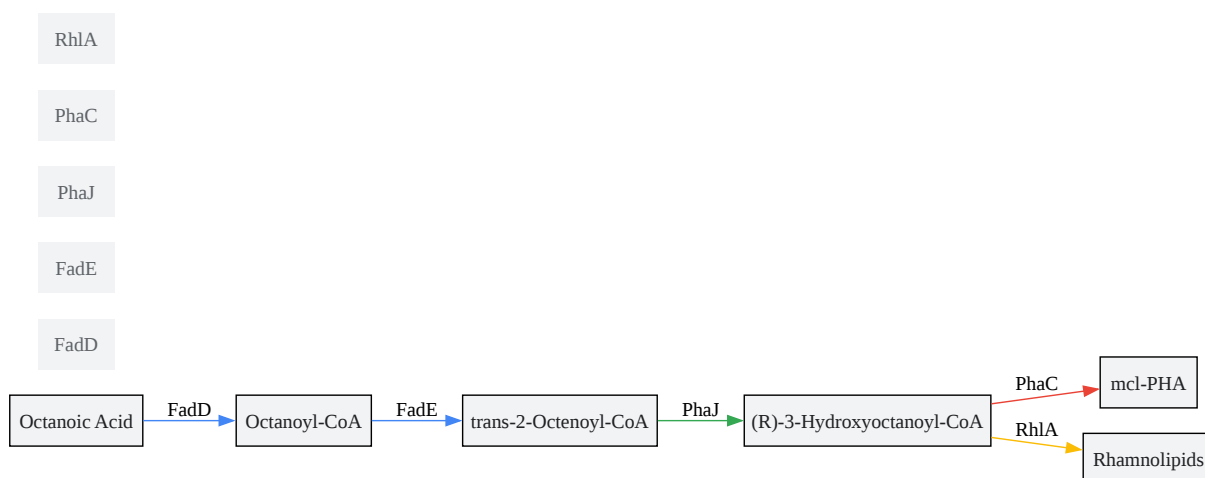 RhlA
PhaC
PhaJ
FadE
FadD
Octanoic Acid
FadD
Octanoyl-CoA
FadE
trans-2-Octenoyl-CoA
PhaJ
(R)-3-Hydroxyoctanoyl-CoA
PhaC
mcl-PHA
RhlA
Rhamnolipids